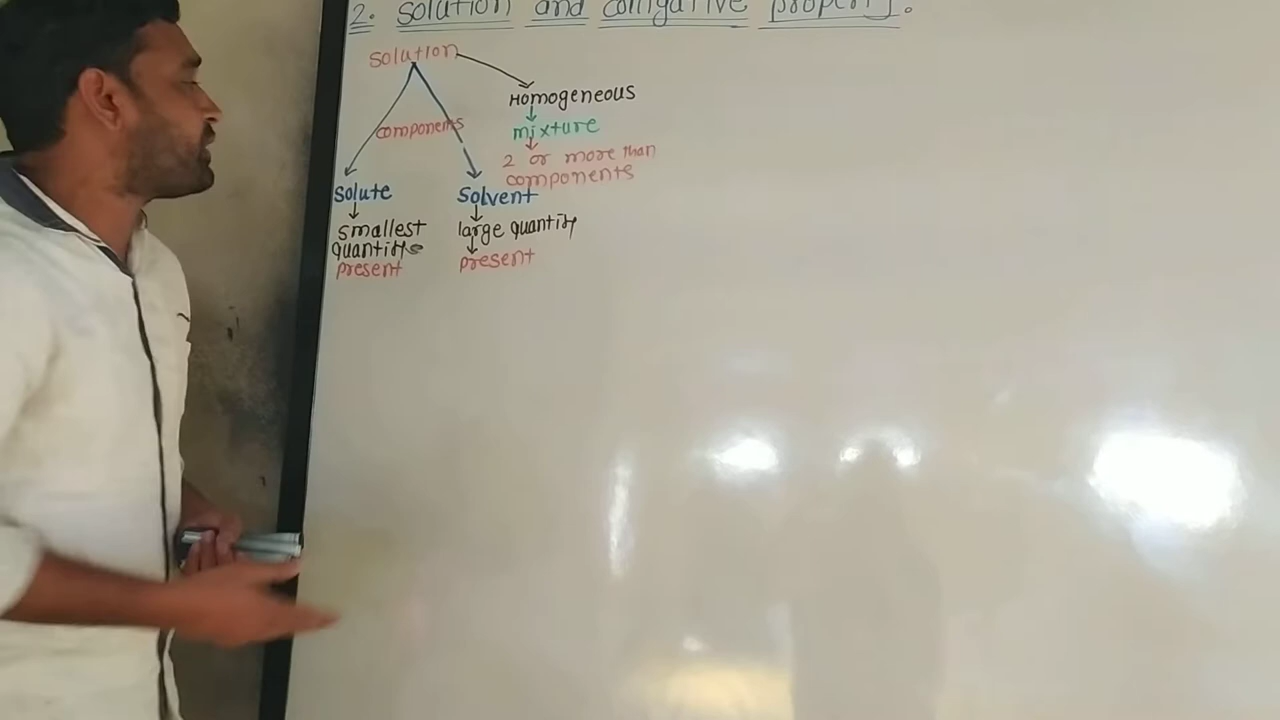 2. Solution and colligative property.
solution
Homogeneous
components
mixture
2 or more than
components
Solute
Solvent
smallest
quantity
present
large quantity
present